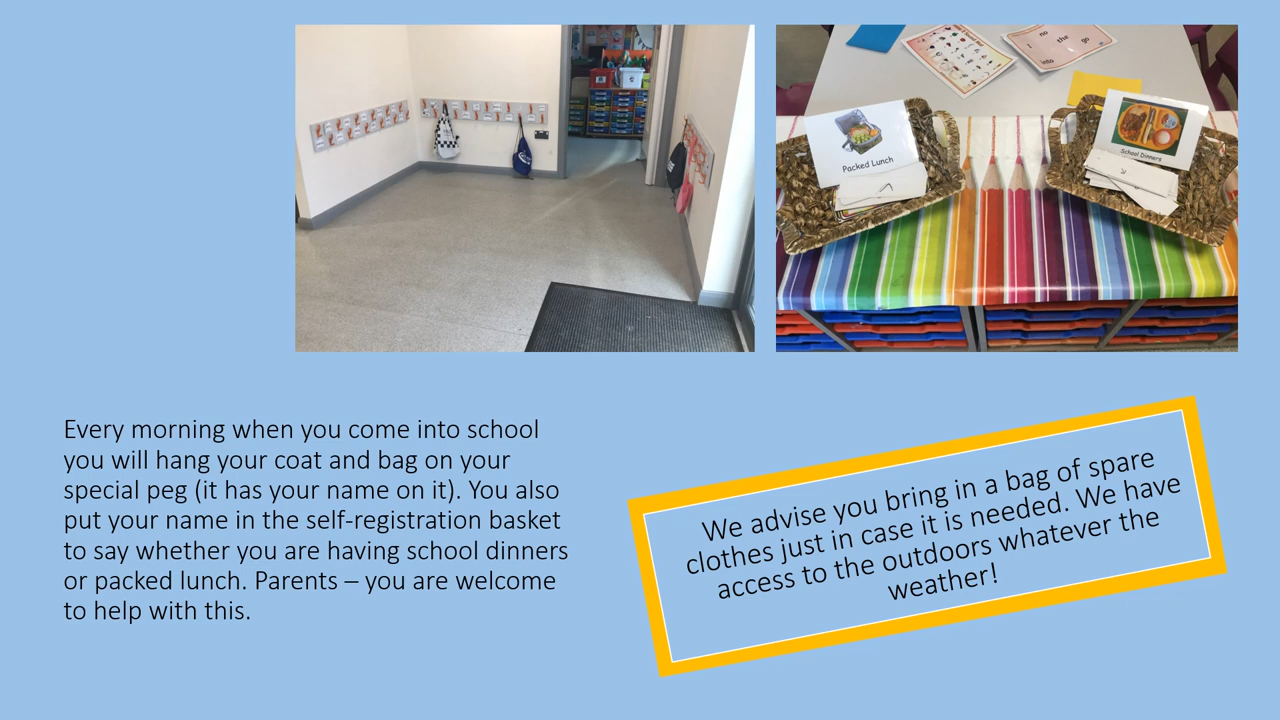 no
I the go
into
Packed Lunch
School Dinners
Every morning when you come into school
you will hang your coat and bag on your
special peg (it has your name on it). You also
put your name in the self-registration basket
to say whether you are having school dinners
or packed lunch. Parents – you are welcome
to help with this.
We advise you bring in a bag of spare
clothes just in case it is needed. We have
access to the outdoors whatever the
weather!